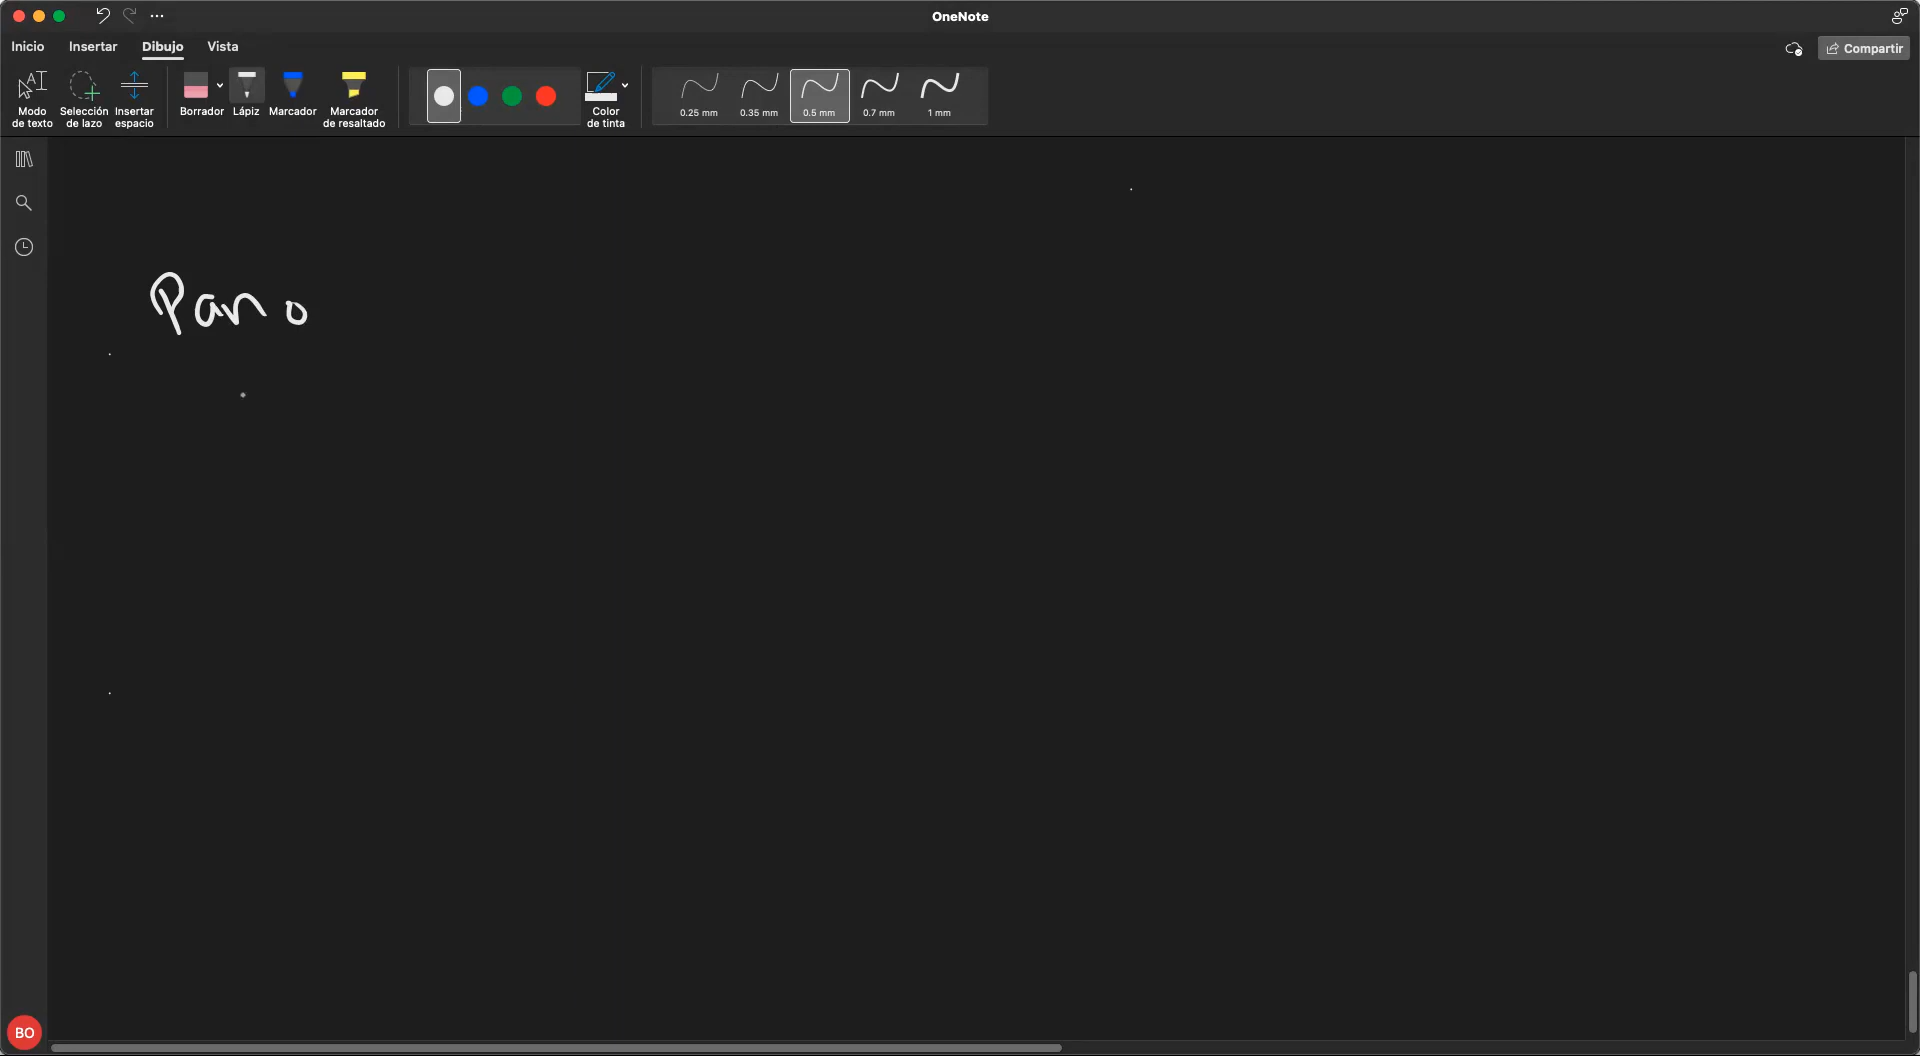 OneNote
Inicio Insertar Dibujo Vista
Compartir
Modo de texto
Selección de lazo
Insertar espacio
Borrador
Lápiz
Marcador
Marcador de resaltado
Color de tinta
0.25 mm
0.35 mm
0.5 mm
0.7 mm
1 mm
Pan o
BO